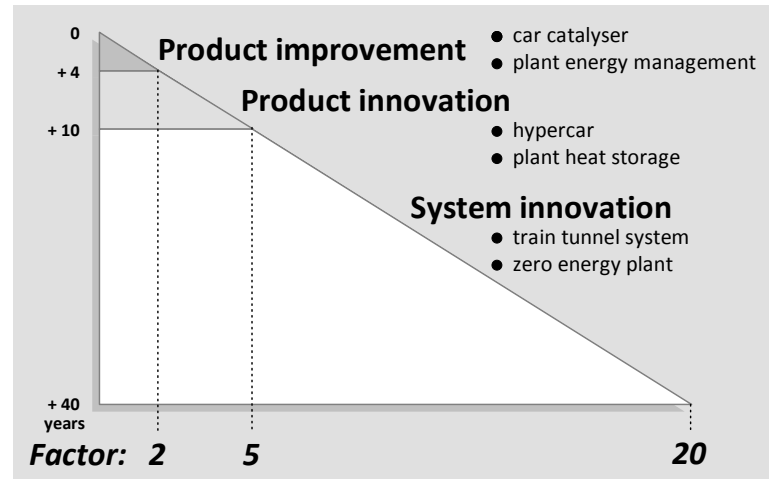 0
Product improvement
● car catalyser
● plant energy management
+ 4
Product innovation
+ 10
● hypercar
● plant heat storage
System innovation
● train tunnel system
● zero energy plant
+ 40
years
Factor: 2 5 20